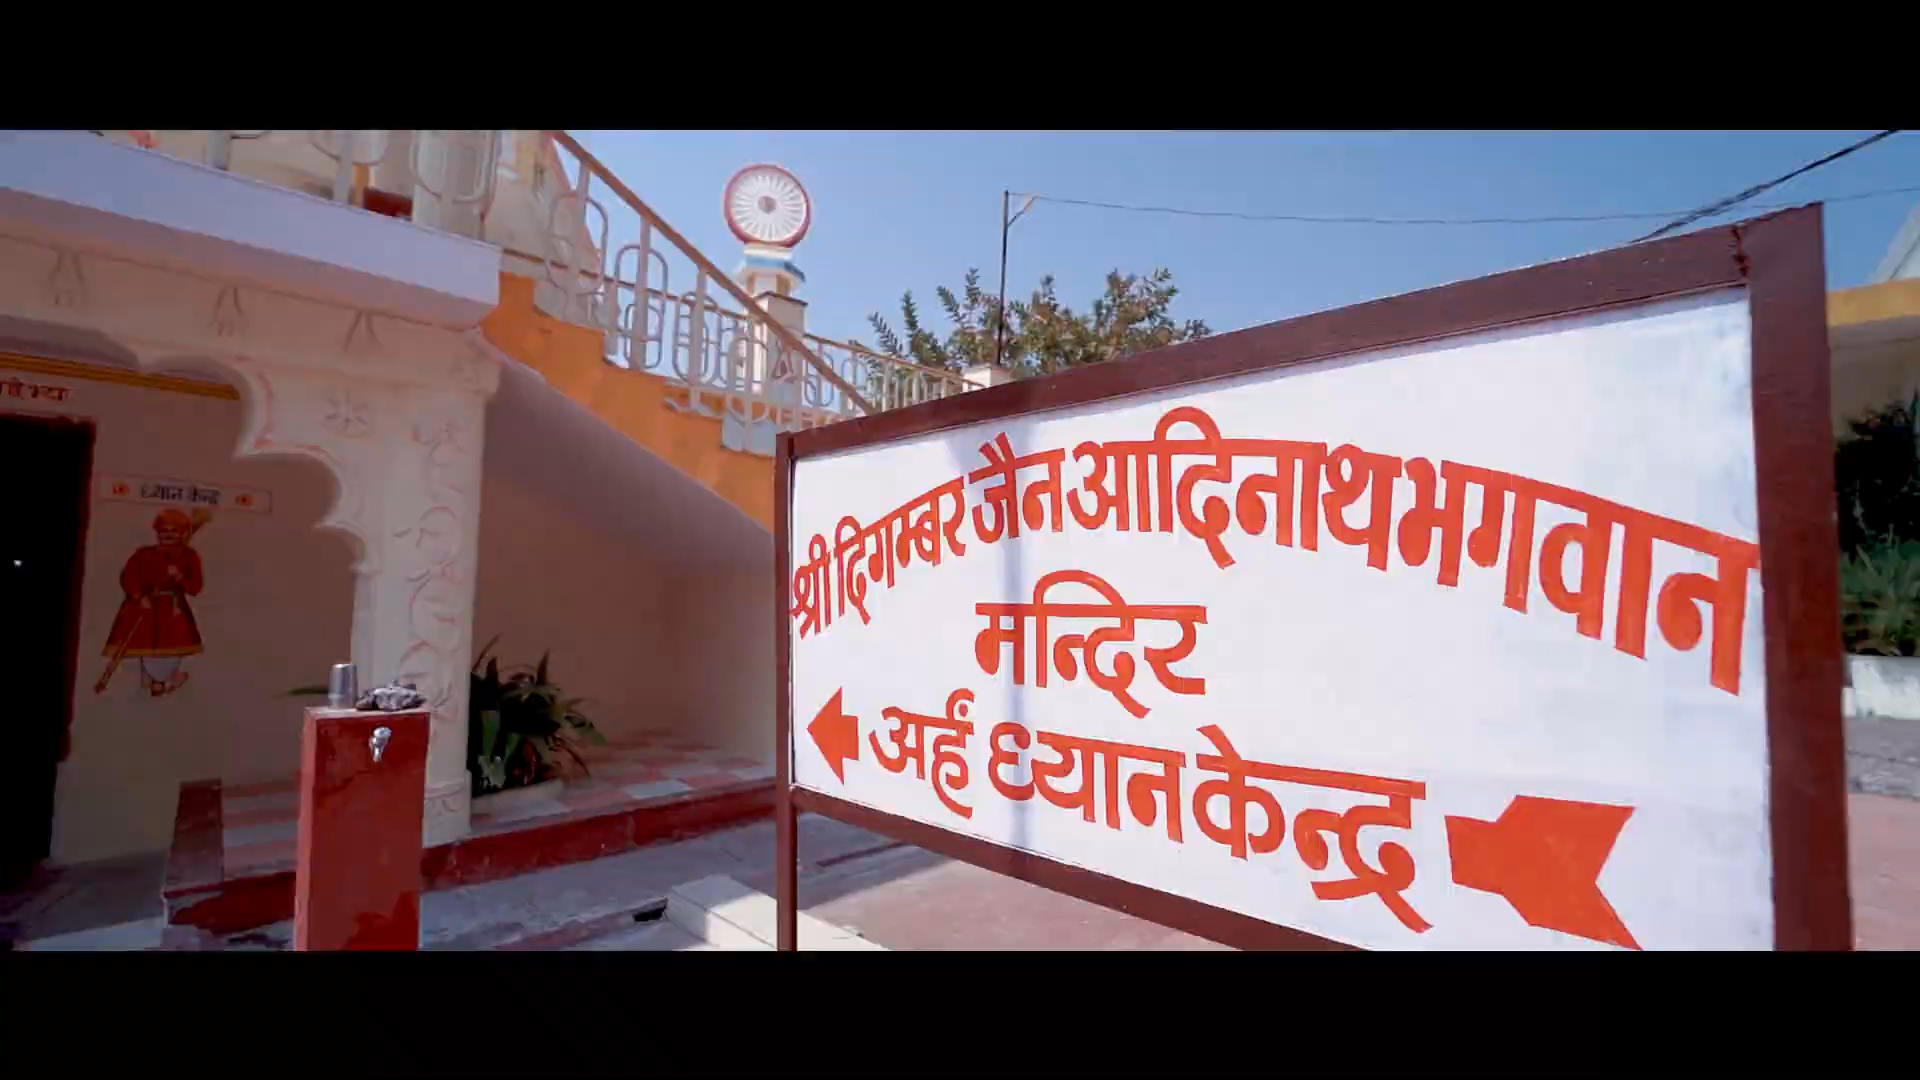 श्री दिगम्बर जैन आदिनाथ भगवान
मन्दिर
अर्हं ध्यान केन्द्र
ध्यान केन्द्र